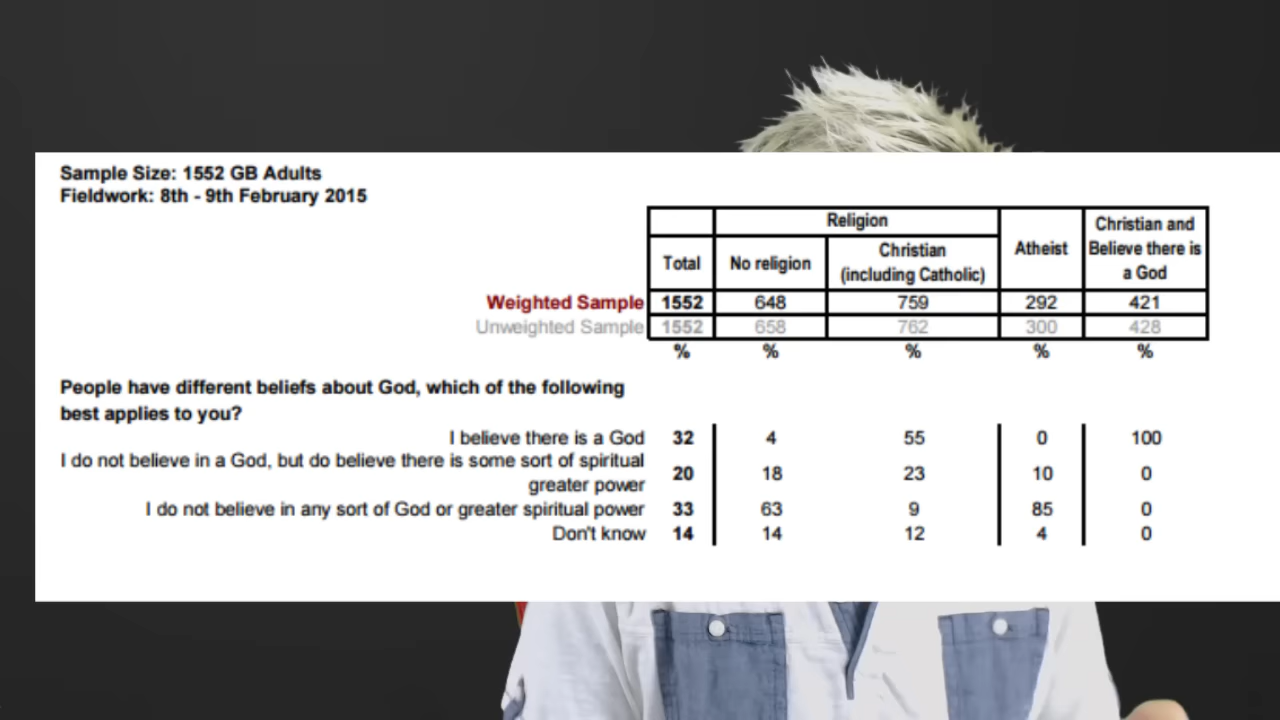 Sample Size: 1552 GB Adults
Fieldwork: 8th - 9th February 2015
Religion
Total
No religion
Christian
(including Catholic)
Atheist
Christian and
Believe there is
a God
Weighted Sample 1552 648 759 292 421
Unweighted Sample 1552 658 762 300 428
% % % % %
People have different beliefs about God, which of the following
best applies to you?
I believe there is a God 32 4 55 0 100
I do not believe in a God, but do believe there is some sort of spiritual
greater power 20 18 23 10 0
I do not believe in any sort of God or greater spiritual power 33 63 9 85 0
Don't know 14 14 12 4 0